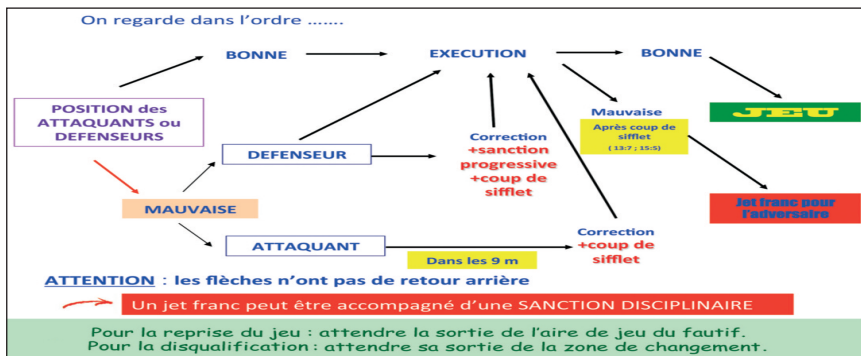 On regarde dans l'ordre .......
BONNE
EXECUTION
BONNE
POSITION des
ATTAQUANTS ou
DEFENSEURS
Mauvaise
Après coup de
sifflet
( 13:7 ; 15:5)
JEU
DEFENSEUR
Correction
+sanction
progressive
+coup de
sifflet
MAUVAISE
Jet franc pour
l'adversaire
ATTAQUANT
Dans les 9 m
Correction
+coup de
sifflet
ATTENTION : les flèches n'ont pas de retour arrière
Un jet franc peut être accompagné d'une SANCTION DISCIPLINAIRE
Pour la reprise du jeu : attendre la sortie de l'aire de jeu du fautif.
Pour la disqualification : attendre sa sortie de la zone de changement.